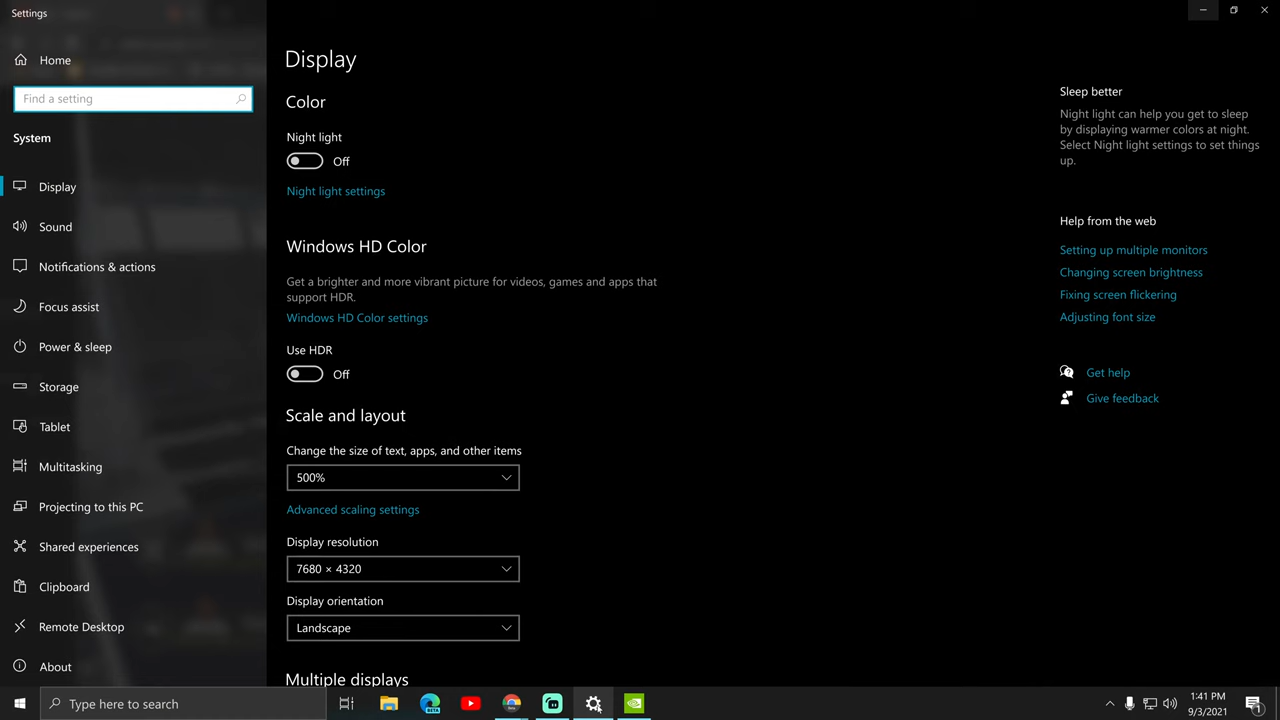 Settings
Home
Find a setting
System
Display
Sound
Notifications & actions
Focus assist
Power & sleep
Storage
Tablet
Multitasking
Projecting to this PC
Shared experiences
Clipboard
Remote Desktop
About
Display
Color
Night light
Off
Night light settings
Windows HD Color
Get a brighter and more vibrant picture for videos, games and apps that
support HDR.
Windows HD Color settings
Use HDR
Off
Scale and layout
Change the size of text, apps, and other items
500%
Advanced scaling settings
Display resolution
7680 × 4320
Display orientation
Landscape
Multiple displays
Sleep better
Night light can help you get to sleep
by displaying warmer colors at night.
Select Night light settings to set things
up.
Help from the web
Setting up multiple monitors
Changing screen brightness
Fixing screen flickering
Adjusting font size
Get help
Give feedback
Type here to search
BETA
1:41 PM
9/3/2021
1